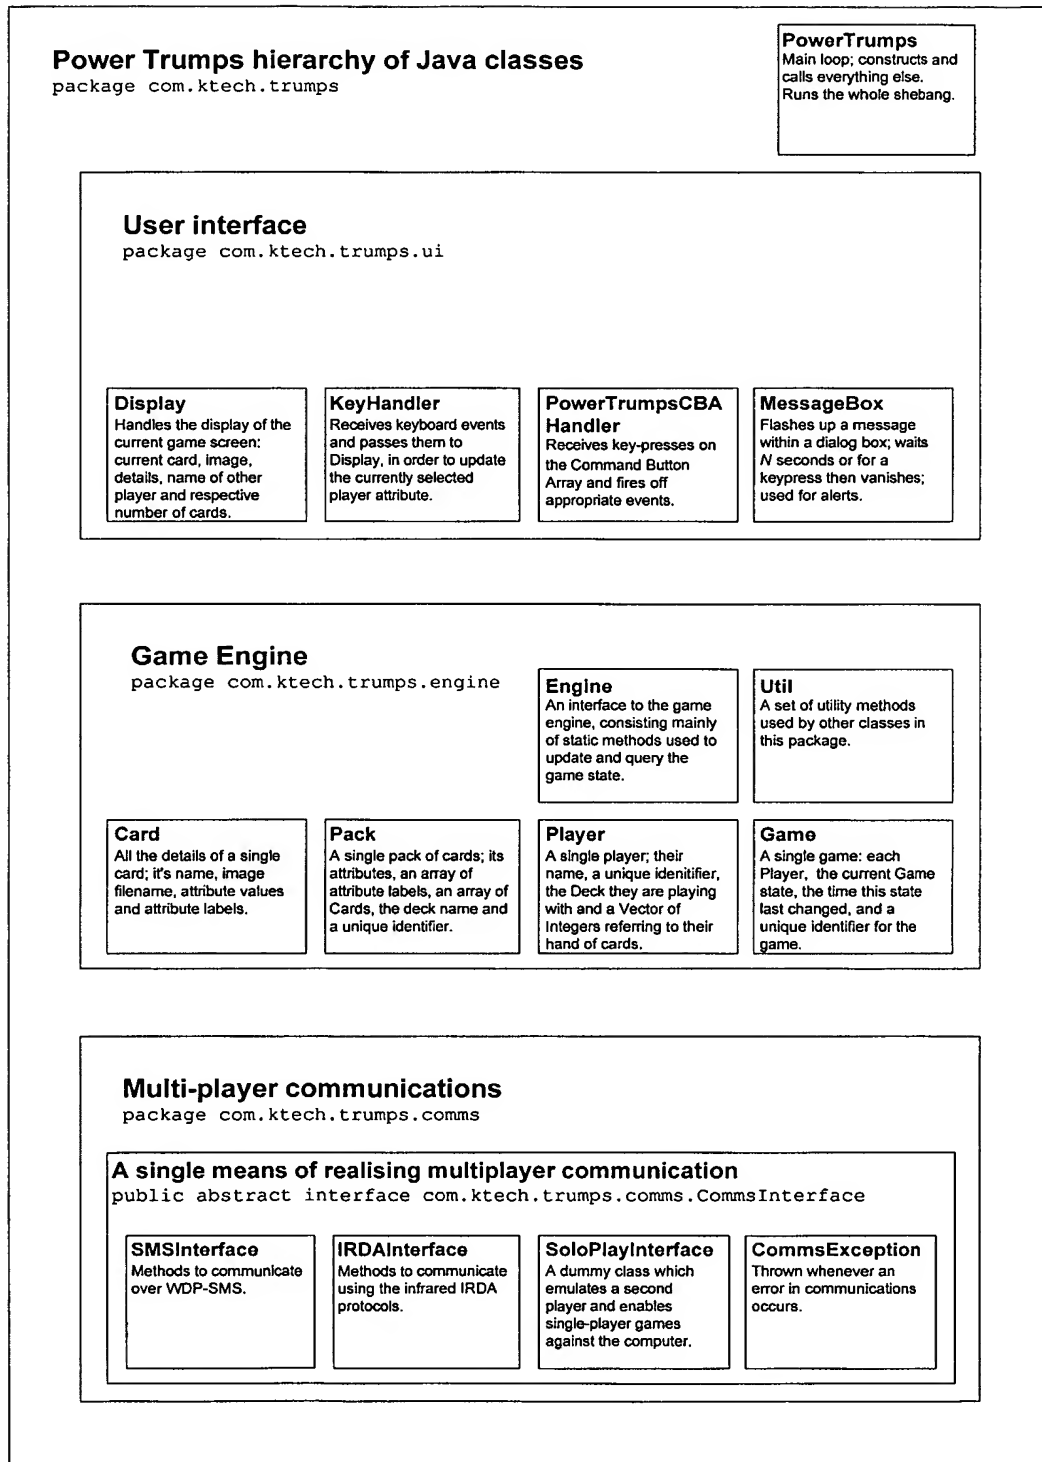 Power Trumps hierarchy of Java classes
package com.ktech.trumps
PowerTrumps
Main loop; constructs and
calls everything else.
Runs the whole shebang.
User interface
package com.ktech.trumps.ui
Display
Handles the display of the
current game screen:
current card, image,
details, name of other
player and respective
number of cards.
KeyHandler
Receives keyboard events
and passes them to
Display, in order to update
the currently selected
player attribute.
PowerTrumpsCBA
Handler
Receives key-presses on
the Command Button
Array and fires off
appropriate events.
MessageBox
Flashes up a message
within a dialog box; waits
N seconds or for a
keypress then vanishes;
used for alerts.
Game Engine
package com.ktech.trumps.engine
Engine
An interface to the game
engine, consisting mainly
of static methods used to
update and query the
game state.
Util
A set of utility methods
used by other classes in
this package.
Card
All the details of a single
card; it's name, image
filename, attribute values
and attribute labels.
Pack
A single pack of cards; its
attributes, an array of
attribute labels, an array of
Cards, the deck name and
a unique identifier.
Player
A single player; their
name, a unique idenitifier,
the Deck they are playing
with and a Vector of
Integers referring to their
hand of cards.
Game
A single game: each
Player, the current Game
state, the time this state
last changed, and a
unique identifier for the
game.
Multi-player communications
package com.ktech.trumps.comms
A single means of realising multiplayer communication
public abstract interface com.ktech.trumps.comms.CommsInterface
SMSInterface
Methods to communicate
over WDP-SMS.
IRDAInterface
Methods to communicate
using the infrared IRDA
protocols.
SoloPlayInterface
A dummy class which
emulates a second
player and enables
single-player games
against the computer.
CommsException
Thrown whenever an
error in communications
occurs.